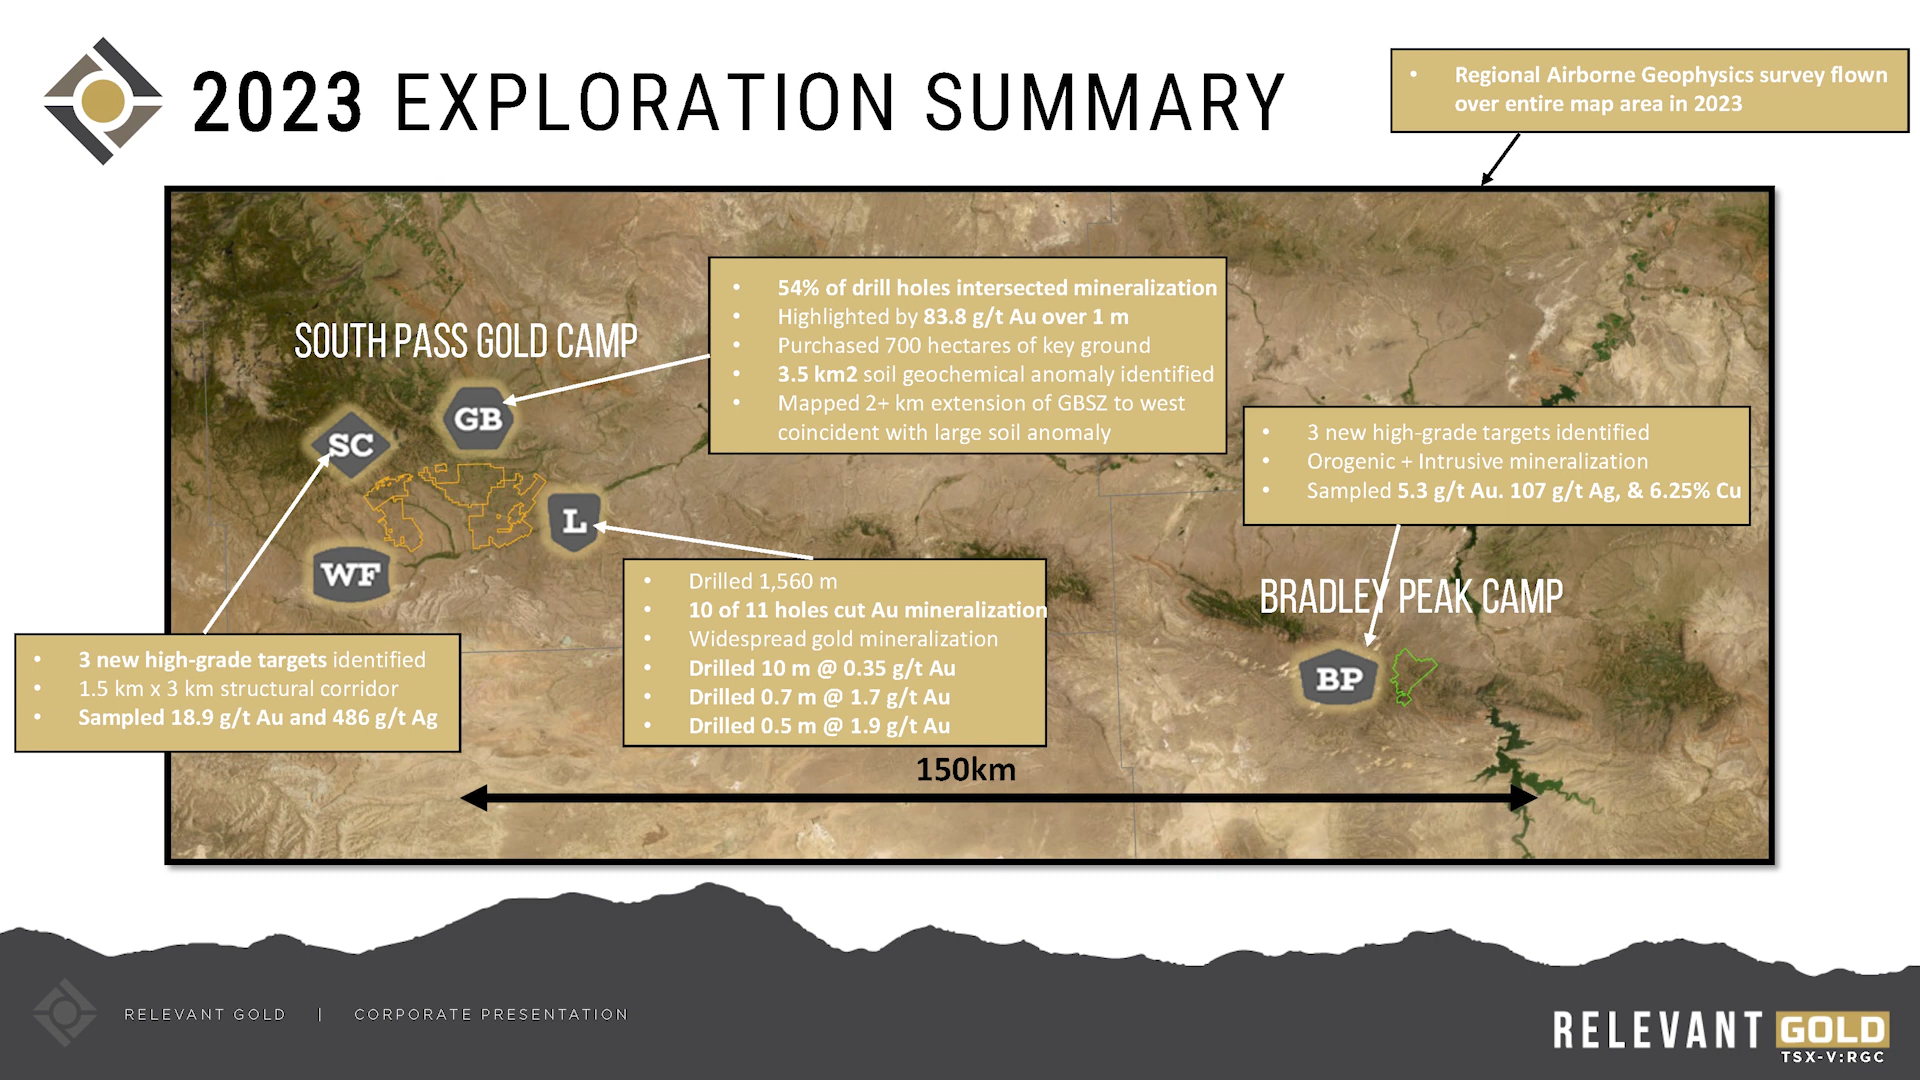 2023 EXPLORATION SUMMARY
• Regional Airborne Geophysics survey flown
over entire map area in 2023
SOUTH PASS GOLD CAMP
• 54% of drill holes intersected mineralization
• Highlighted by 83.8 g/t Au over 1 m
• Purchased 700 hectares of key ground
• 3.5 km2 soil geochemical anomaly identified
• Mapped 2+ km extension of GBSZ to west
coincident with large soil anomaly
GB
SC
L
WF
• 3 new high-grade targets identified
• Orogenic + Intrusive mineralization
• Sampled 5.3 g/t Au. 107 g/t Ag, & 6.25% Cu
• Drilled 1,560 m
• 10 of 11 holes cut Au mineralization
• Widespread gold mineralization
• Drilled 10 m @ 0.35 g/t Au
• Drilled 0.7 m @ 1.7 g/t Au
• Drilled 0.5 m @ 1.9 g/t Au
BRADLEY PEAK CAMP
BP
• 3 new high-grade targets identified
• 1.5 km x 3 km structural corridor
• Sampled 18.9 g/t Au and 486 g/t Ag
150km
RELEVANT GOLD | CORPORATE PRESENTATION
RELEVANT GOLD
TSX-V:RGC